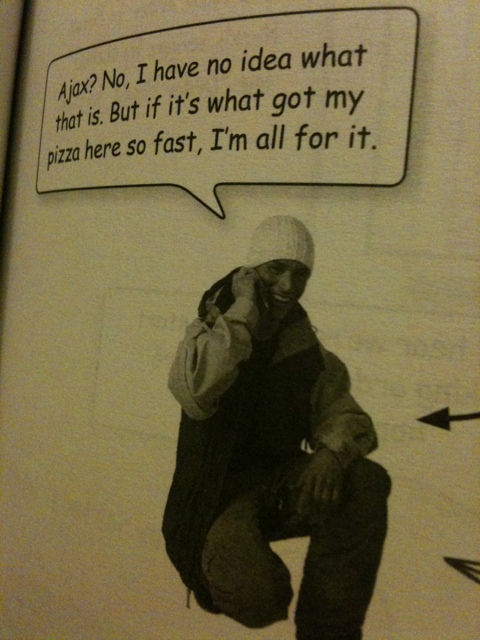 Ajax? No, I have no idea what
that is. But if it's what got my
pizza here so fast, I'm all for it.